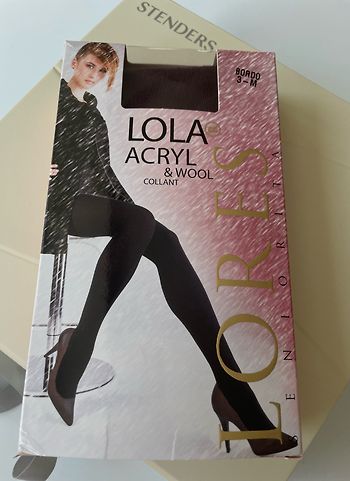 STENDERS
BORDO
3-M
LOLA
ACRYL
& WOOL
COLLANT
LORES
SENIORITA